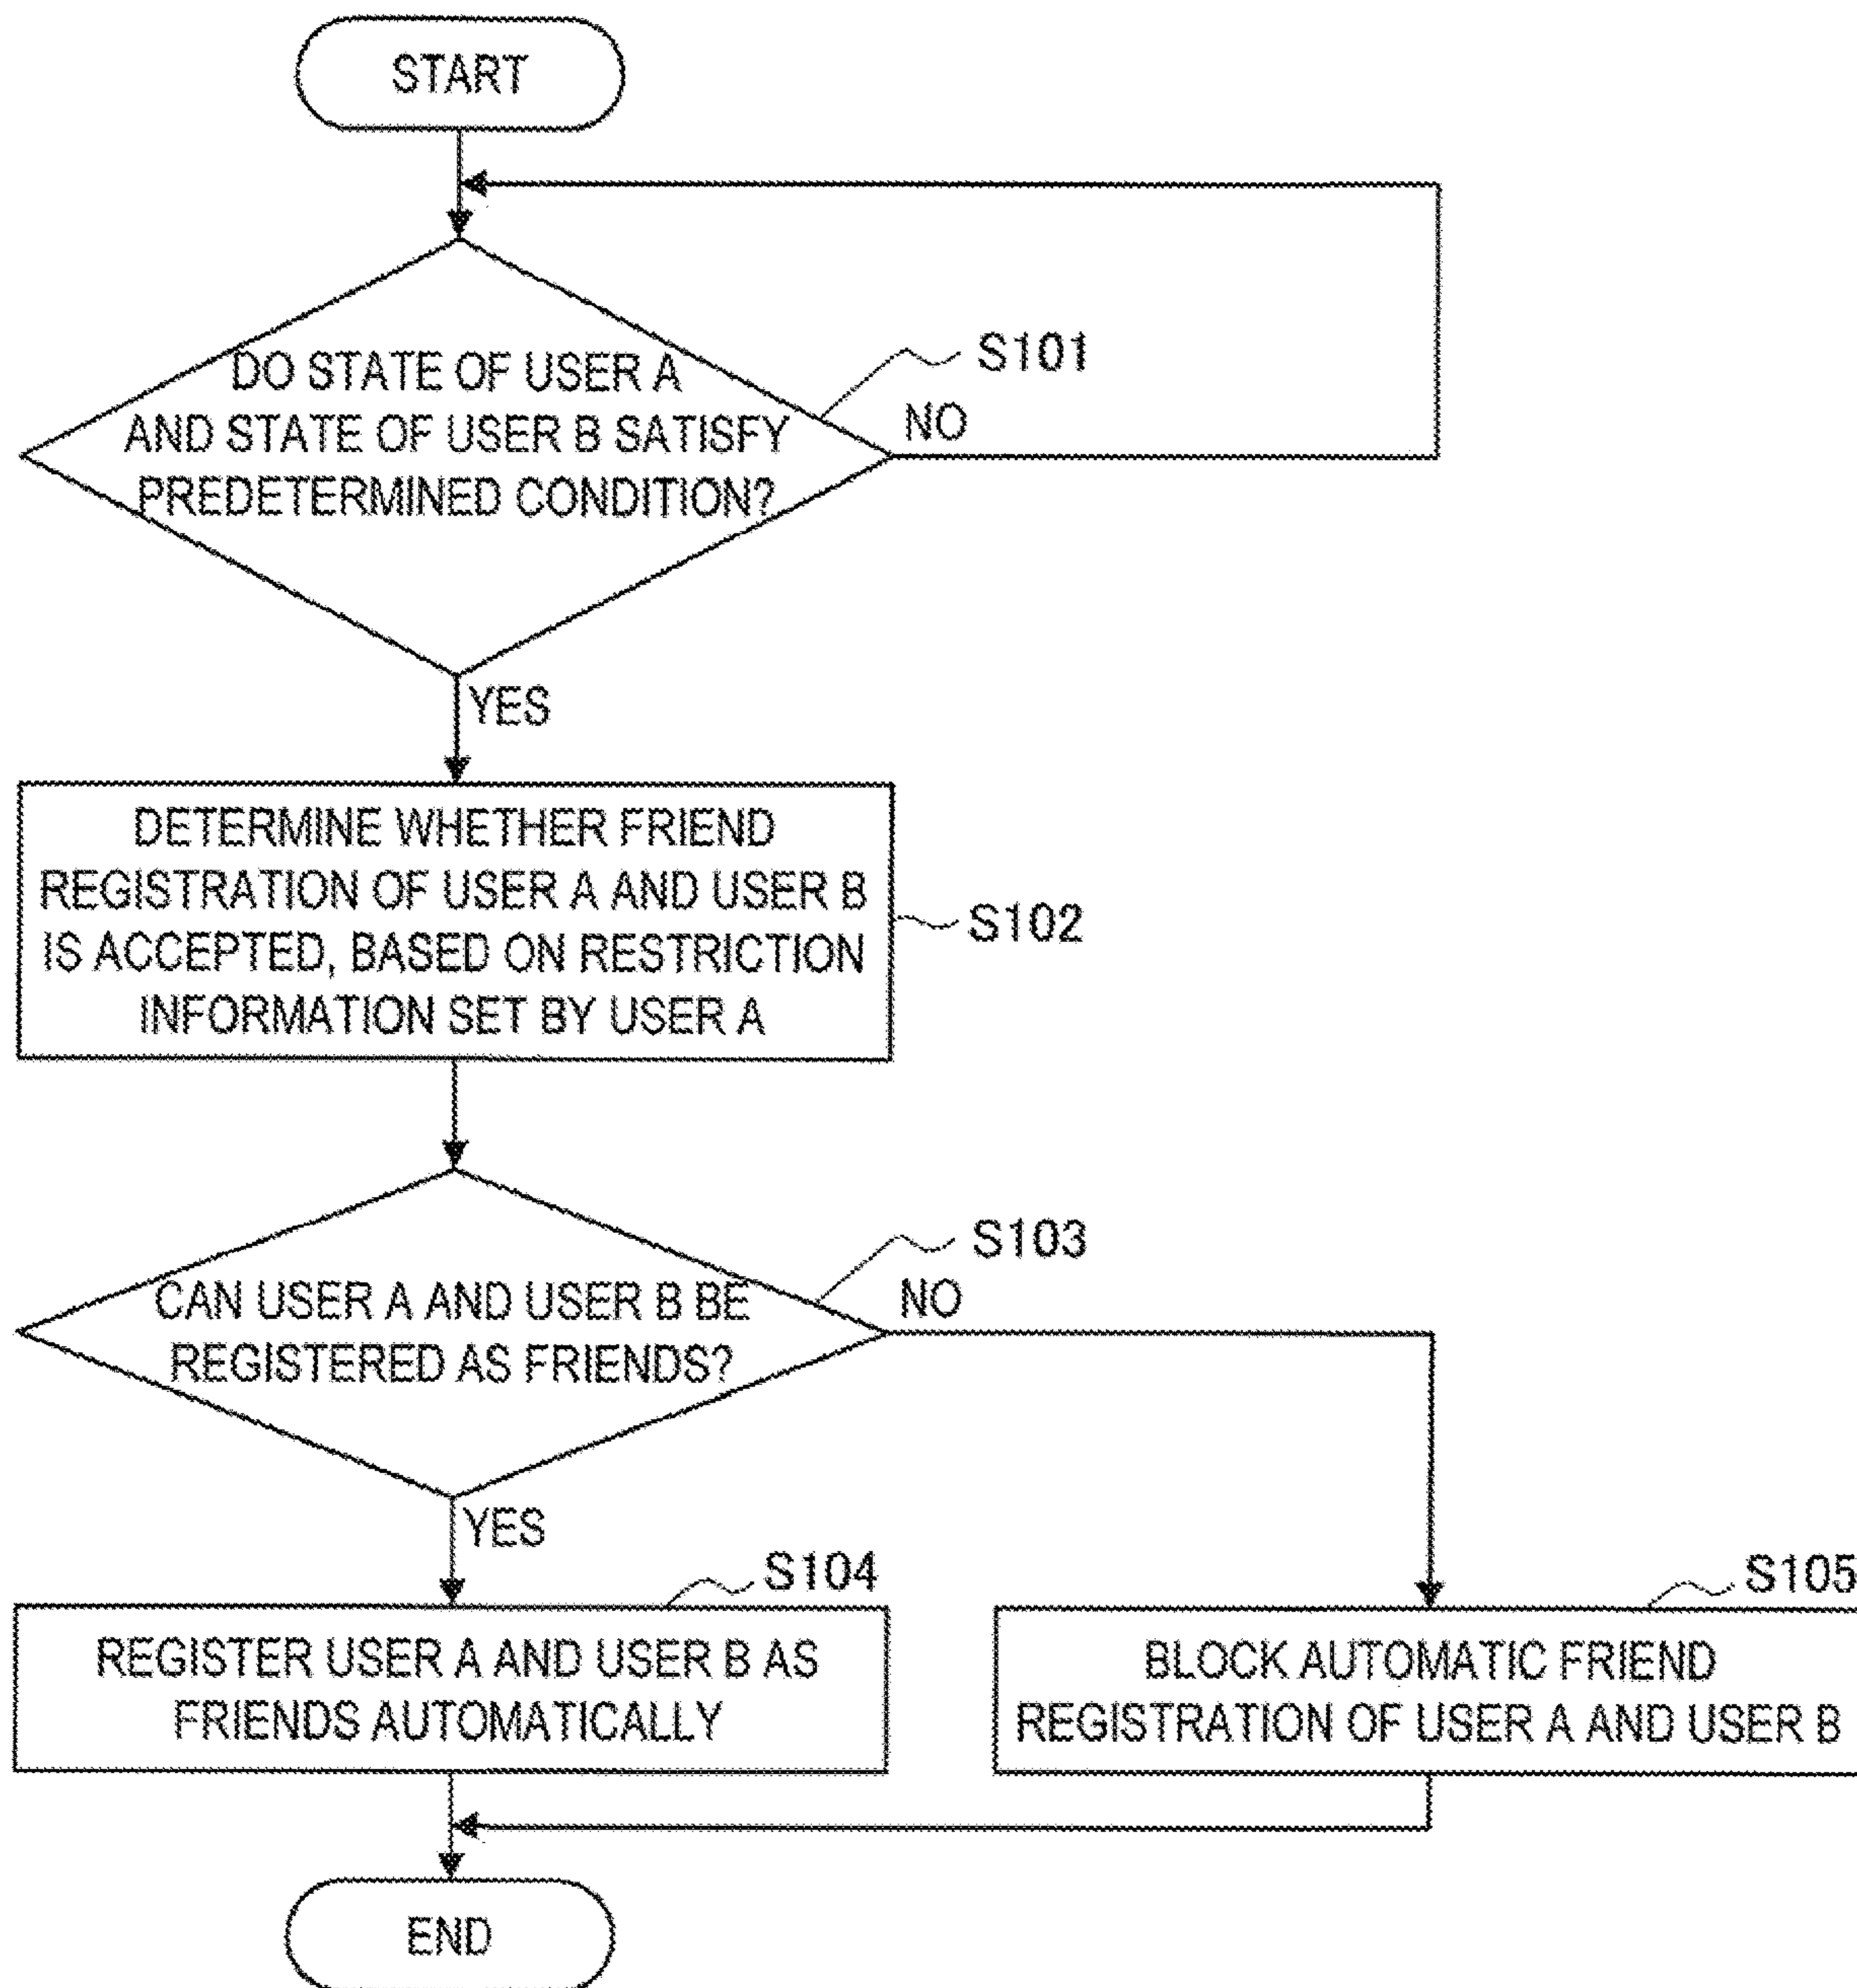 START
DO STATE OF USER A
AND STATE OF USER B SATISFY
PREDETERMINED CONDITION?
S101
NO
YES
DETERMINE WHETHER FRIEND
REGISTRATION OF USER A AND USER B
IS ACCEPTED, BASED ON RESTRICTION
INFORMATION SET BY USER A
S102
CAN USER A AND USER B BE
REGISTERED AS FRIENDS?
S103
NO
YES
S104
REGISTER USER A AND USER B AS
FRIENDS AUTOMATICALLY
S105
BLOCK AUTOMATIC FRIEND
REGISTRATION OF USER A AND USER B
END